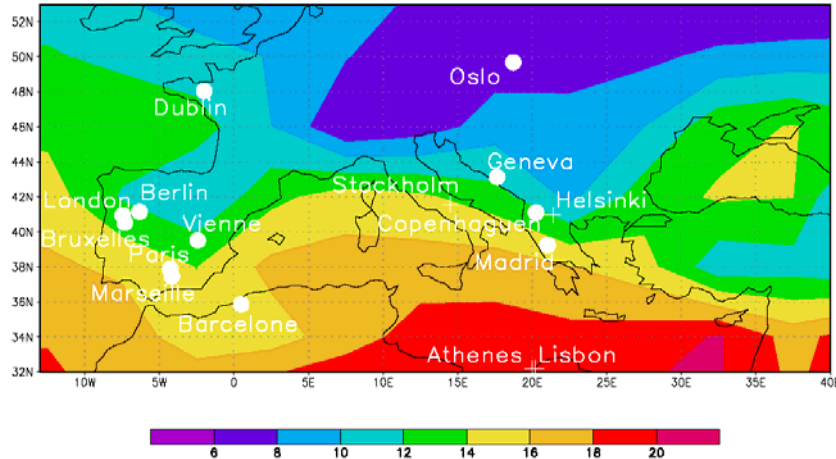 52N
50N
Oslo
48N
Dublin
46N
44N
Geneva
Stockholm
42N
London Berlin Helsinki
Vienne Copenhaguen
40N
Bruxelles
Paris Madrid
38N
Marseille
36N
Barcelone
34N
Athenes Lisbon
32N
10W 5W 0 5E 10E 15E 20E 25E 30E 35E 40E
6 8 10 12 14 16 18 20